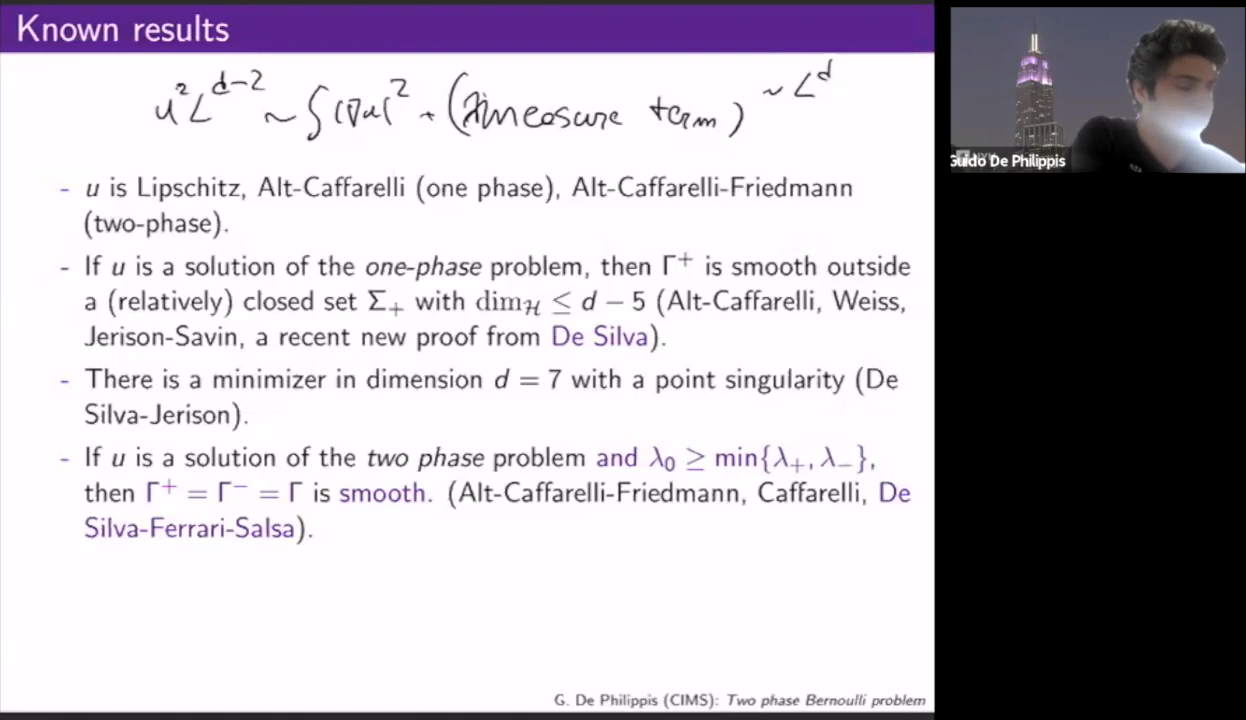 Known results
u² L^{d-2} ~ ∫|∇u|² + (measure term) ~ L^d
- u is Lipschitz, Alt-Caffarelli (one phase), Alt-Caffarelli-Friedmann
(two-phase).
- If u is a solution of the one-phase problem, then Γ⁺ is smooth outside
a (relatively) closed set Σ₊ with dim_ℋ ≤ d − 5 (Alt-Caffarelli, Weiss,
Jerison-Savin, a recent new proof from De Silva).
- There is a minimizer in dimension d = 7 with a point singularity (De
Silva-Jerison).
- If u is a solution of the two phase problem and λ₀ ≥ min{λ₊, λ₋},
then Γ⁺ = Γ⁻ = Γ is smooth. (Alt-Caffarelli-Friedmann, Caffarelli, De
Silva-Ferrari-Salsa).
G. De Philippis (CIMS): Two phase Bernoulli problem
Guido De Philippis